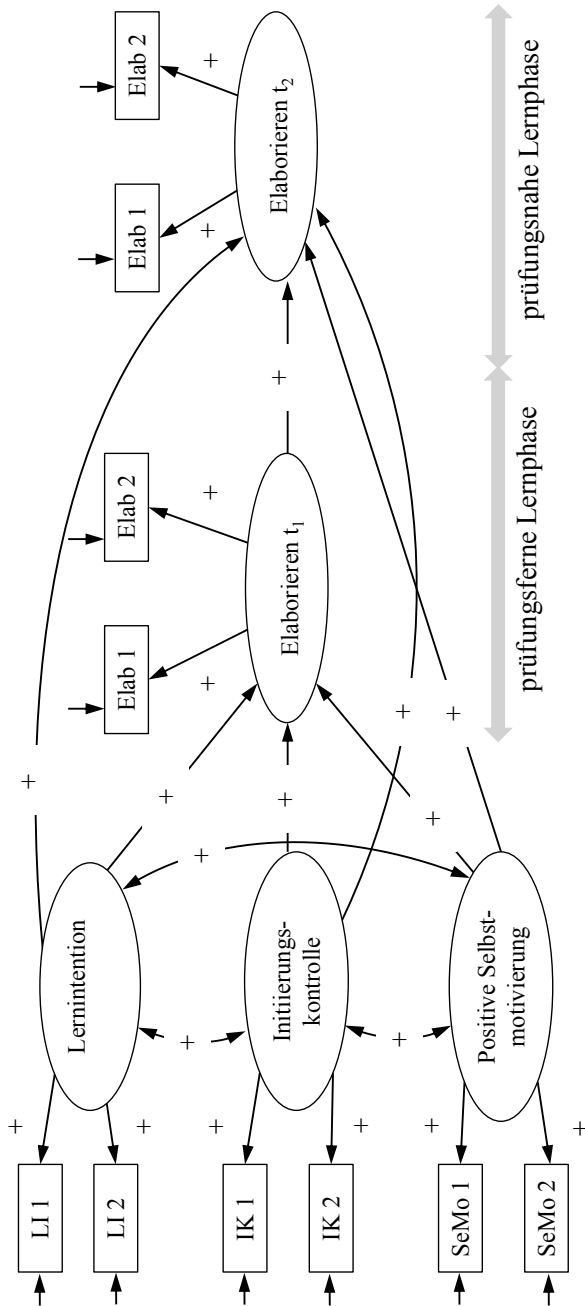 LI 1
LI 2
IK 1
IK 2
SeMo 1
SeMo 2
+
+
+
+
+
+
Lernintention
Initiierungs-
kontrolle
Positive Selbst-
motivierung
+
+
+
+
+
+
+
+
+
+
Elab 1
Elab 2
+
+
Elaborieren t₁
+
Elab 1
Elab 2
+
+
Elaborieren t₂
prüfungsferne Lernphase
prüfungsnahe Lernphase